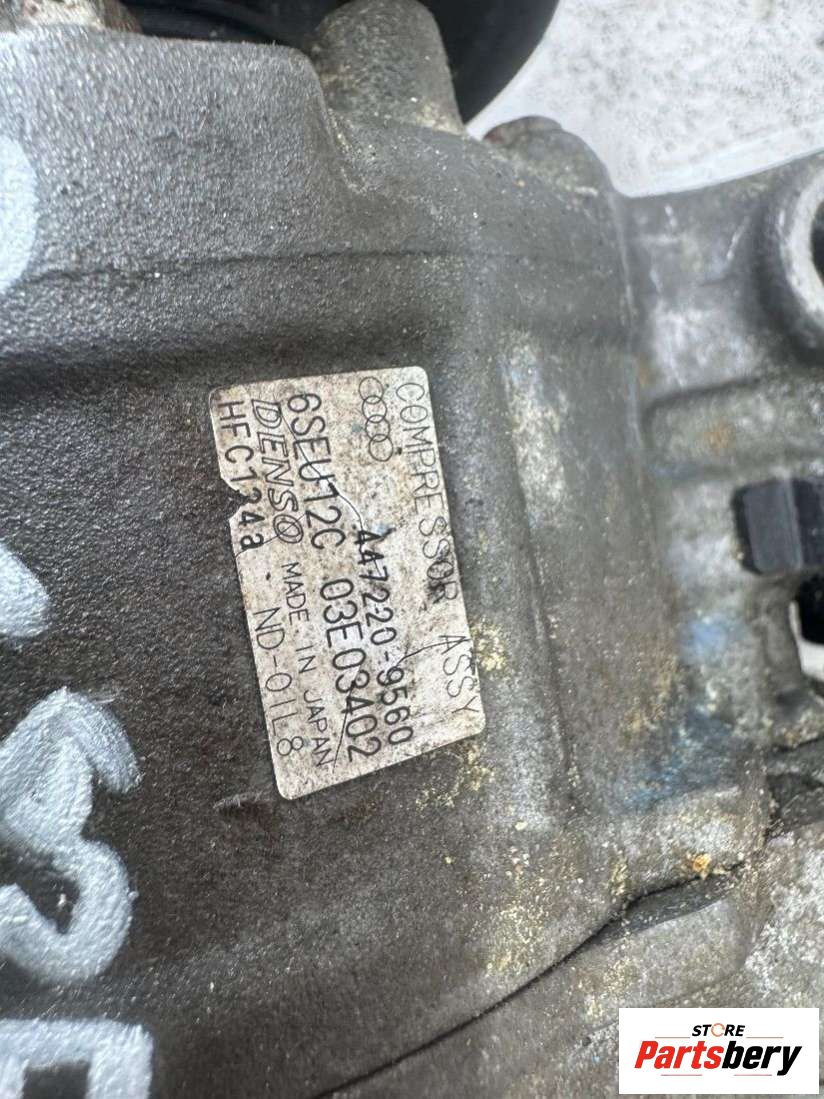 COMPRESSOR ASSY
447220-9560
6SEU12C 03E03402
DENSO MADE IN JAPAN
HFC134a ND-OIL8
STORE
Partsbery